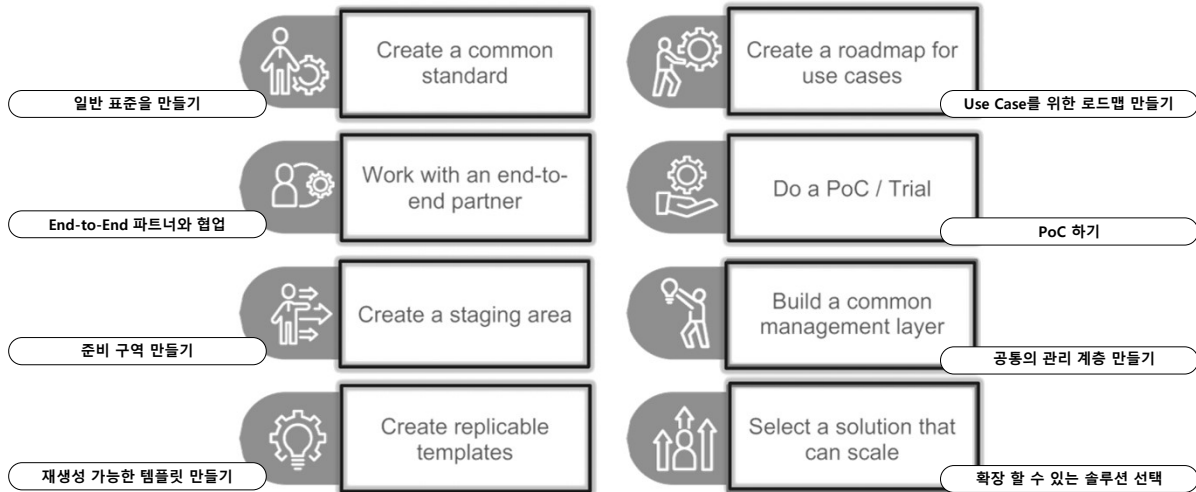 Create a common
standard
일반 표준을 만들기
Create a roadmap for
use cases
Use Case를 위한 로드맵 만들기
Work with an end-to-
end partner
End-to-End 파트너와 협업
Do a PoC / Trial
PoC 하기
Create a staging area
준비 구역 만들기
Build a common
management layer
공통의 관리 계층 만들기
Create replicable
templates
재생성 가능한 템플릿 만들기
Select a solution that
can scale
확장 할 수 있는 솔루션 선택